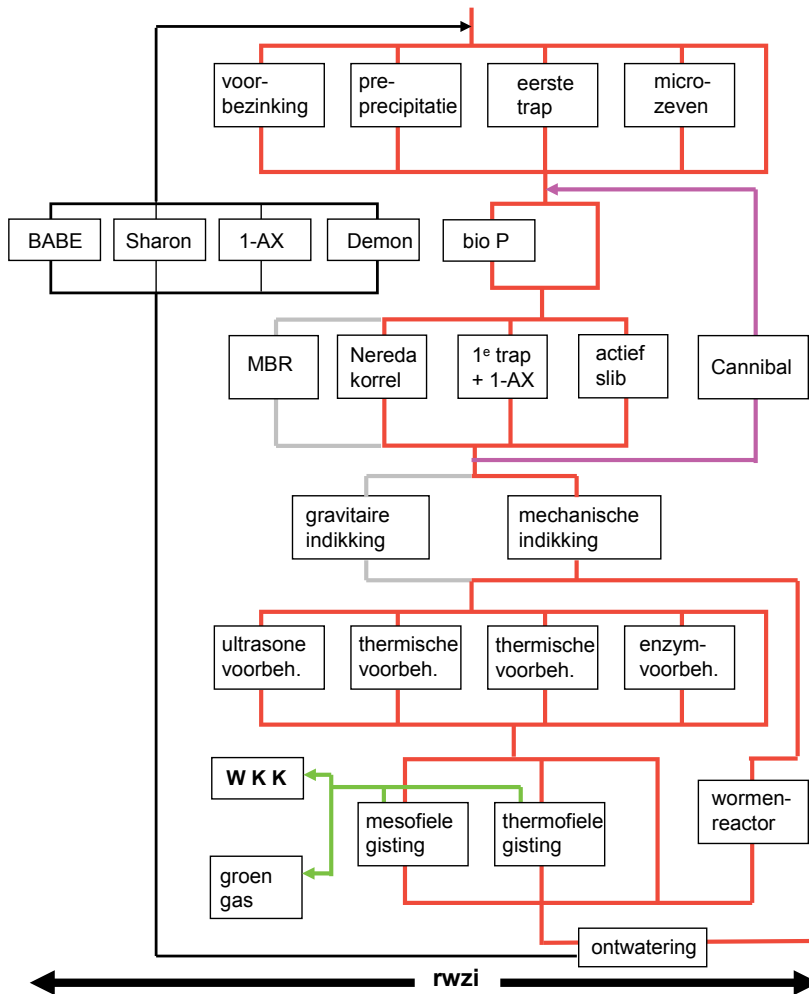 voor-
bezinking
pre-
precipitatie
eerste
trap
micro-
zeven
BABE
Sharon
1-AX
Demon
bio P
MBR
Nereda
korrel
1e trap
+ 1-AX
actief
slib
Cannibal
gravitaire
indikking
mechanische
indikking
ultrasone
voorbeh.
thermische
voorbeh.
thermische
voorbeh.
enzym-
voorbeh.
W K K
mesofiele
gisting
thermofiele
gisting
wormen-
reactor
groen
gas
ontwatering
rwzi